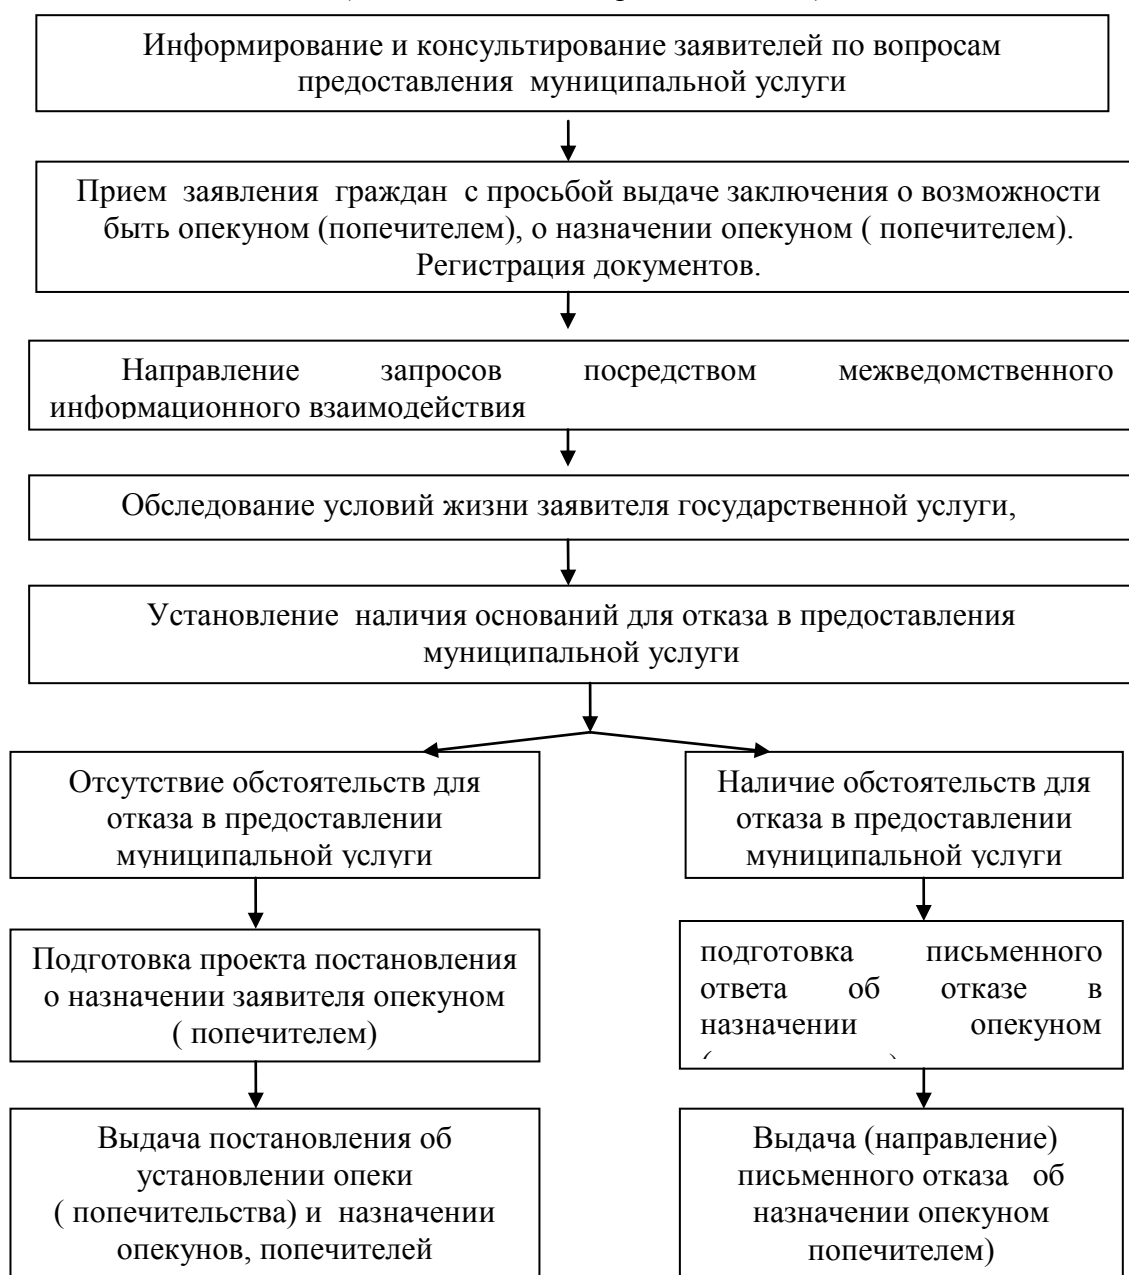 Информирование и консультирование заявителей по вопросам
предоставления муниципальной услуги
Прием заявления граждан с просьбой выдаче заключения о возможности
быть опекуном (попечителем), о назначении опекуном ( попечителем).
Регистрация документов.
Направление запросов посредством межведомственного
информационного взаимодействия
Обследование условий жизни заявителя государственной услуги,
Установление наличия оснований для отказа в предоставления
муниципальной услуги
Отсутствие обстоятельств для
отказа в предоставлении
муниципальной услуги
Наличие обстоятельств для
отказа в предоставлении
муниципальной услуги
Подготовка проекта постановления
о назначении заявителя опекуном
( попечителем)
подготовка письменного
ответа об отказе в
назначении опекуном
Выдача постановления об
установлении опеки
( попечительства) и назначении
опекунов, попечителей
Выдача (направление)
письменного отказа об
назначении опекуном
попечителем)